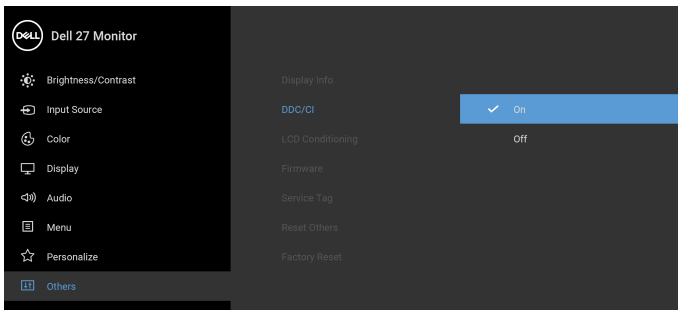 DELL
Dell 27 Monitor
Brightness/Contrast
Input Source
Color
Display
Audio
Menu
Personalize
Others
Display Info
DDC/CI
LCD Conditioning
Firmware
Service Tag
Reset Others
Factory Reset
On
Off